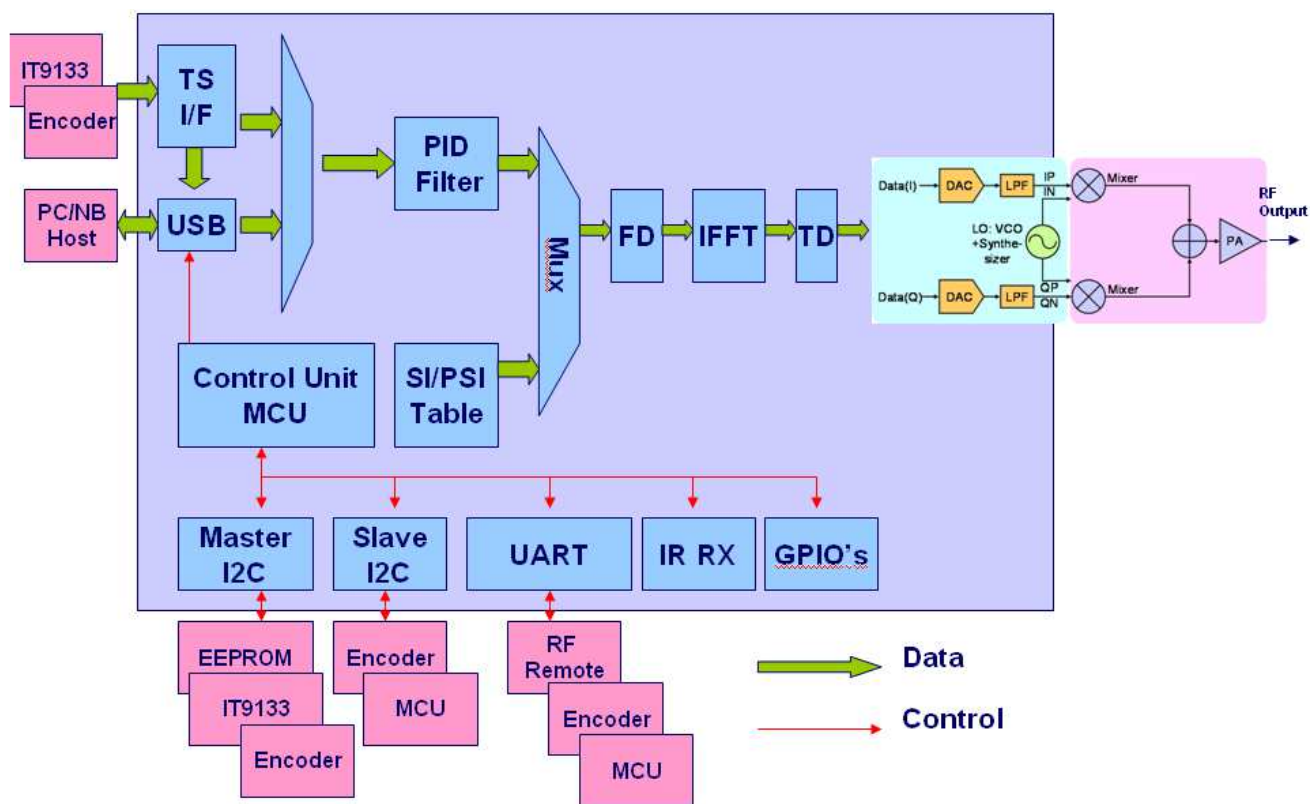 IT9133
Encoder
TS
I/F
PC/NB
Host
USB
PID
Filter
Mux
FD
IFFT
TD
Data(I)
DAC
LPF
IP
IN
Mixer
LO: VCO
+Synthe-
sizer
Data(Q)
DAC
LPF
QP
QN
Mixer
PA
RF
Output
Control Unit
MCU
SI/PSI
Table
Master
I2C
Slave
I2C
UART
IR RX
GPIO's
EEPROM
IT9133
Encoder
Encoder
MCU
RF
Remote
Encoder
MCU
Data
Control